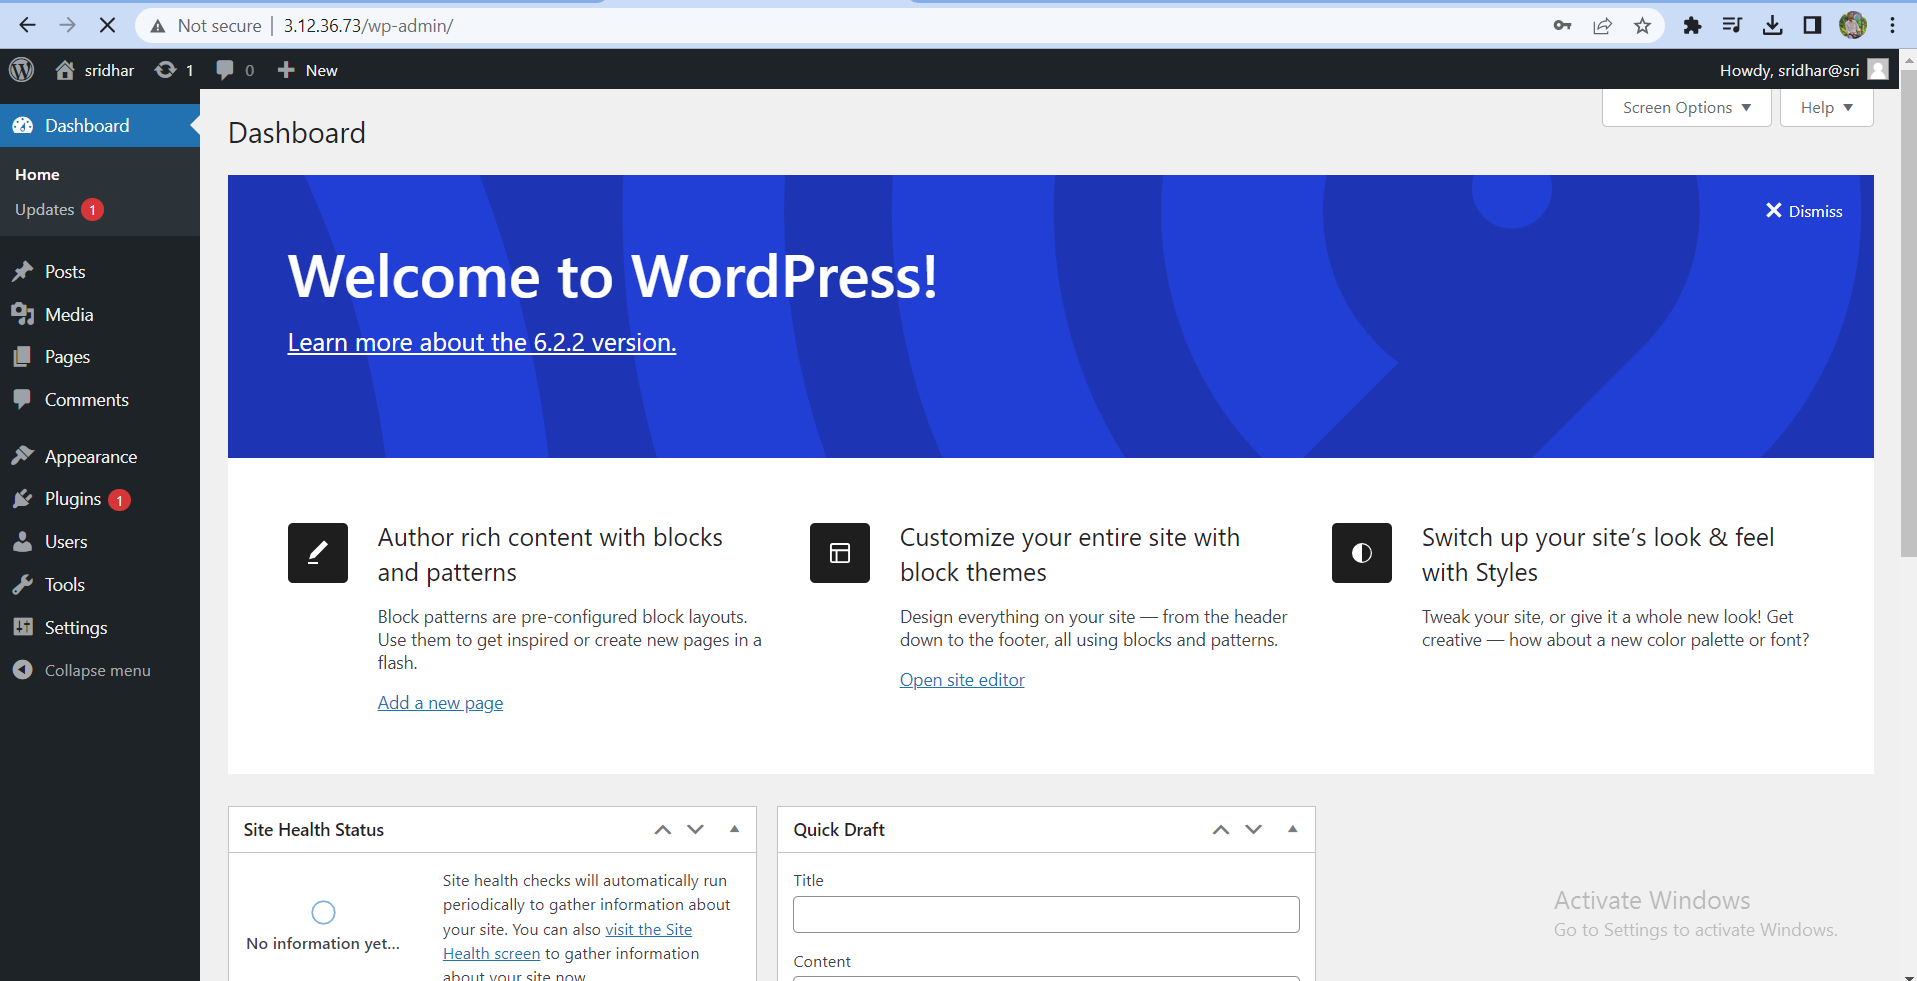 Not secure | 3.12.36.73/wp-admin/
sridhar 1 0 New
Howdy, sridhar@sri
Dashboard
Home
Updates 1
Posts
Media
Pages
Comments
Appearance
Plugins 1
Users
Tools
Settings
Collapse menu
Screen Options
Help
Dashboard
Dismiss
Welcome to WordPress!
Learn more about the 6.2.2 version.
Author rich content with blocks
and patterns
Block patterns are pre-configured block layouts.
Use them to get inspired or create new pages in a
flash.
Add a new page
Customize your entire site with
block themes
Design everything on your site — from the header
down to the footer, all using blocks and patterns.
Open site editor
Switch up your site’s look & feel
with Styles
Tweak your site, or give it a whole new look! Get
creative — how about a new color palette or font?
Site Health Status
No information yet...
Site health checks will automatically run
periodically to gather information about
your site. You can also visit the Site
Health screen to gather information
about your site now
Quick Draft
Title
Content
Activate Windows
Go to Settings to activate Windows.